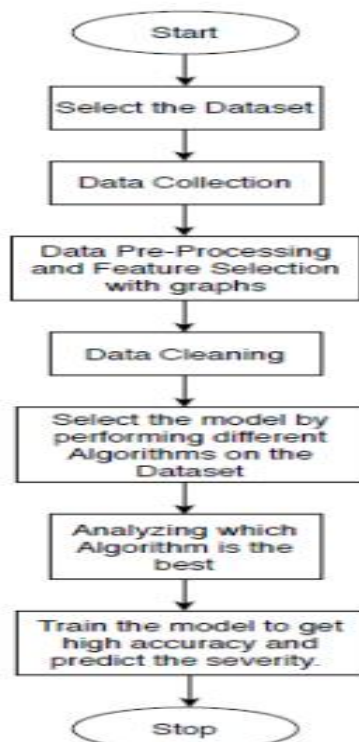 Start
Select the Dataset
Data Collection
Data Pre-Processing
and Feature Selection
with graphs
Data Cleaning
Select the model by
performing different
Algorithms on the
Dataset
Analyzing which
Algorithm is the
best
Train the model to get
high accuracy and
predict the severity.
Stop